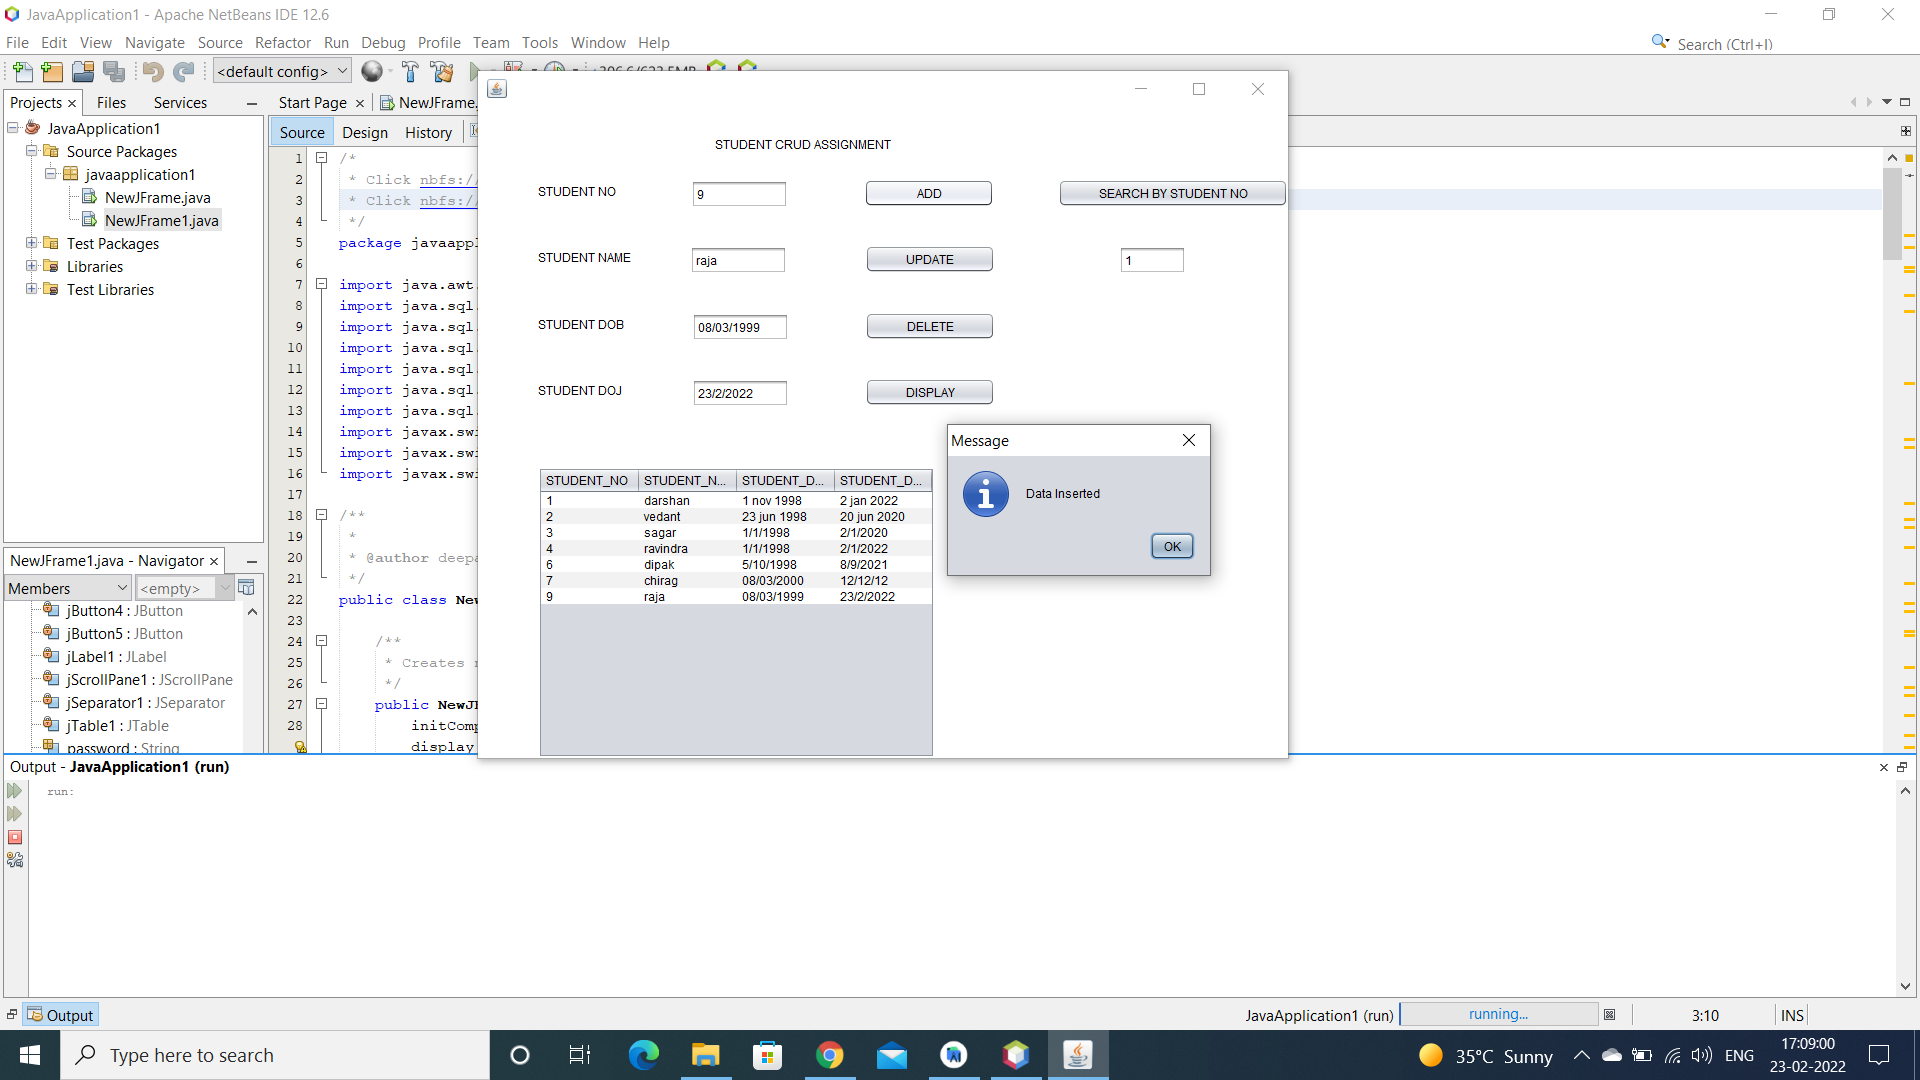 JavaApplication1 - Apache NetBeans IDE 12.6
File Edit View Navigate Source Refactor Run Debug Profile Team Tools Window Help
Search (Ctrl+I)
<default config>
Projects Files Services
Start Page NewJFrame.
JavaApplication1
Source Packages
javaapplication1
NewJFrame.java
NewJFrame1.java
Test Packages
Libraries
Test Libraries
Source Design History
1 /*
2 * Click nbfs://
3 * Click nbfs://
4 */
5 package javaappl
6
7 import java.awt.
8 import java.sql.
9 import java.sql.
10 import java.sql.
11 import java.sql.
12 import java.sql.
13 import java.sql.
14 import javax.swi
15 import javax.swi
16 import javax.swi
17
18 /**
19 *
20 * @author deepa
21 */
22 public class New
23
24 /**
25 * Creates n
26 */
27 public NewJF
28 initComp
display
NewJFrame1.java - Navigator
Members <empty>
jButton4 : JButton
jButton5 : JButton
jLabel1 : JLabel
jScrollPane1 : JScrollPane
jSeparator1 : JSeparator
jTable1 : JTable
password : String
STUDENT CRUD ASSIGNMENT
STUDENT NO 9 ADD SEARCH BY STUDENT NO
STUDENT NAME raja UPDATE 1
STUDENT DOB 08/03/1999 DELETE
STUDENT DOJ 23/2/2022 DISPLAY
STUDENT_NO STUDENT_N... STUDENT_D... STUDENT_D...
1 darshan 1 nov 1998 2 jan 2022
2 vedant 23 jun 1998 20 jun 2020
3 sagar 1/1/1998 2/1/2020
4 ravindra 1/1/1998 2/1/2022
6 dipak 5/10/1998 8/9/2021
7 chirag 08/03/2000 12/12/12
9 raja 08/03/1999 23/2/2022
Message
Data Inserted
OK
Output - JavaApplication1 (run)
run:
Output
JavaApplication1 (run) running... 3:10 INS
Type here to search
35°C Sunny
ENG
17:09:00
23-02-2022